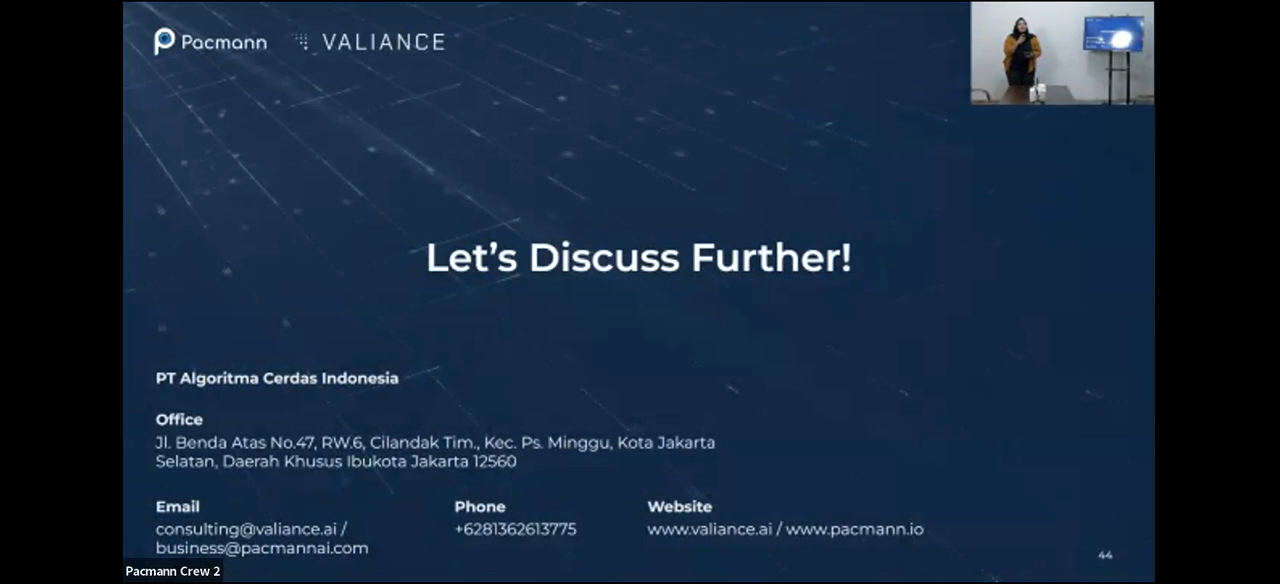 Pacmann VALIANCE
Let's Discuss Further!
PT Algoritma Cerdas Indonesia
Office
Jl. Benda Atas No.47, RW.6, Cilandak Tim., Kec. Ps. Minggu, Kota Jakarta
Selatan, Daerah Khusus Ibukota Jakarta 12560
Email
consulting@valiance.ai /
business@pacmannai.com
Phone
+6281362613775
Website
www.valiance.ai / www.pacmann.io
44
Pacmann Crew 2